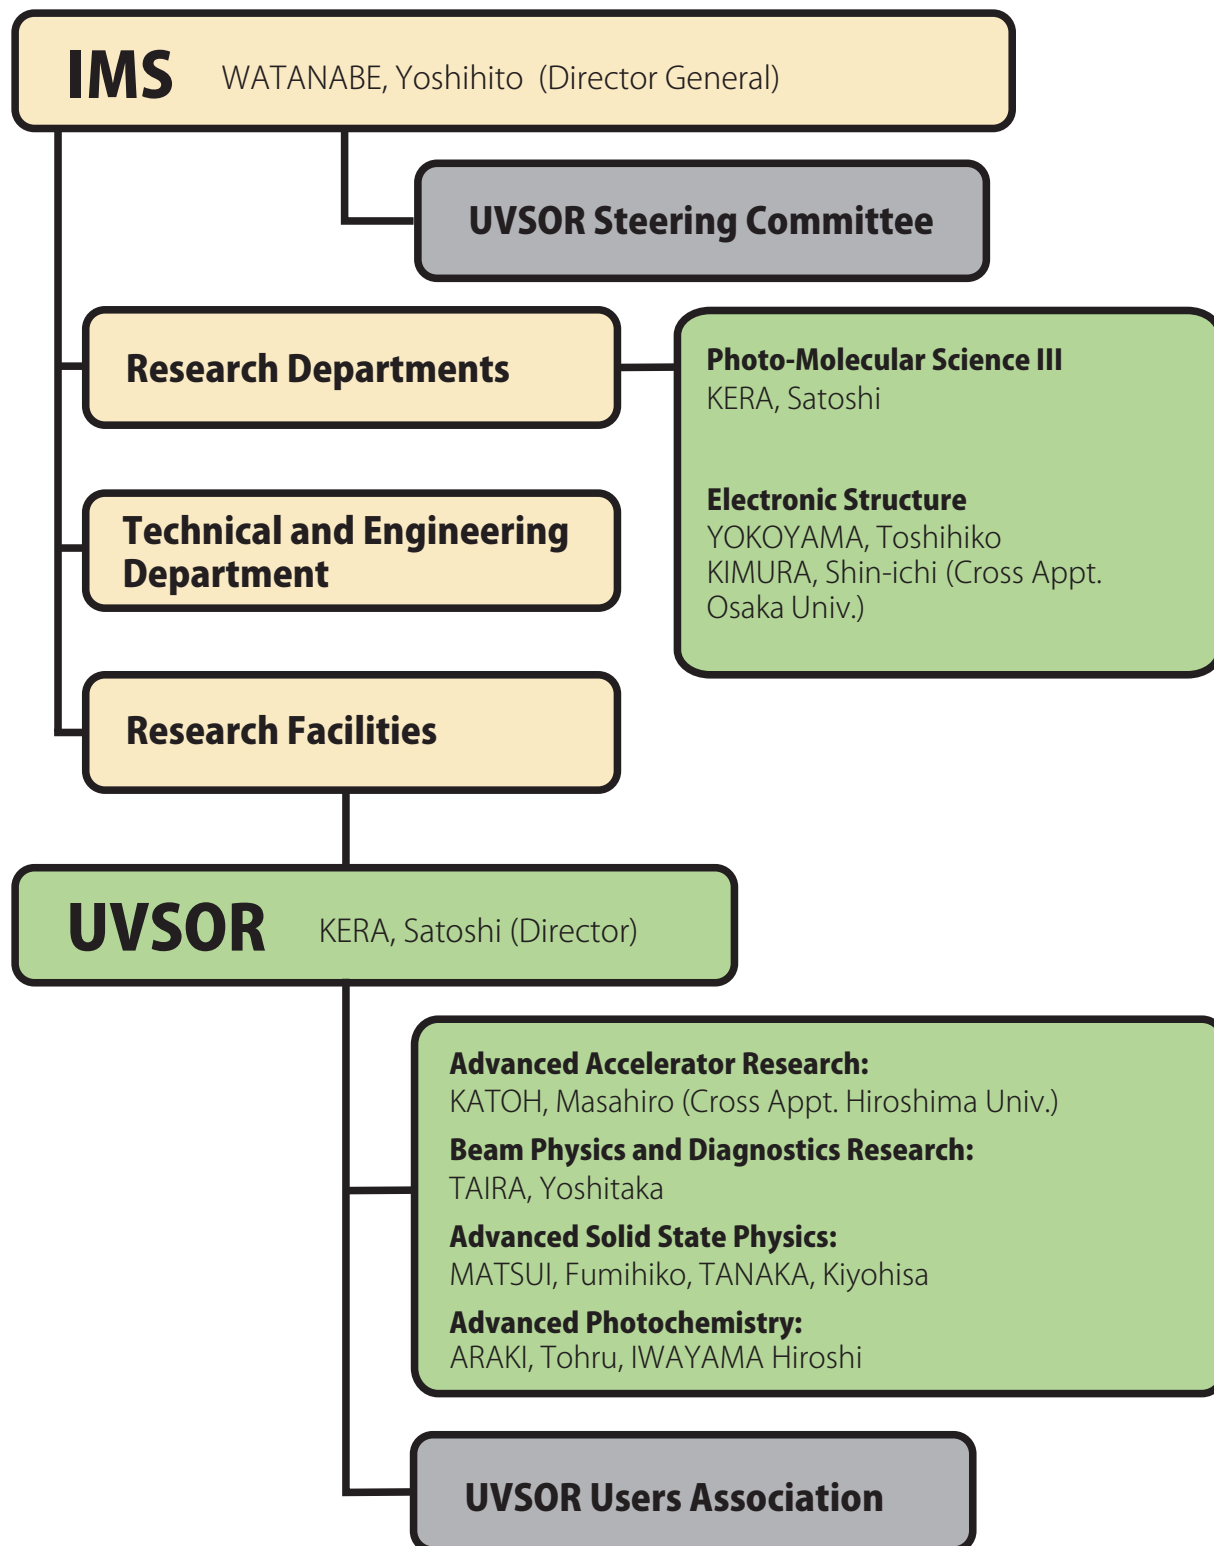 IMS WATANABE, Yoshihito (Director General)
UVSOR Steering Committee
Research Departments
Photo-Molecular Science III
KERA, Satoshi
Electronic Structure
YOKOYAMA, Toshihiko
KIMURA, Shin-ichi (Cross Appt.
Osaka Univ.)
Technical and Engineering
Department
Research Facilities
UVSOR KERA, Satoshi (Director)
Advanced Accelerator Research:
KATOH, Masahiro (Cross Appt. Hiroshima Univ.)
Beam Physics and Diagnostics Research:
TAIRA, Yoshitaka
Advanced Solid State Physics:
MATSUI, Fumihiko, TANAKA, Kiyohisa
Advanced Photochemistry:
ARAKI, Tohru, IWAYAMA Hiroshi
UVSOR Users Association